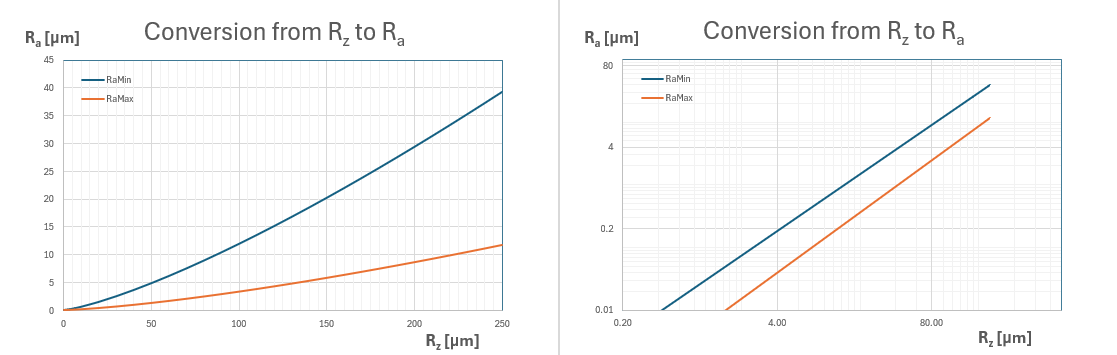 Conversion from Rz to Ra
Ra [µm]
45
40
35
30
25
20
15
10
5
0
RaMin
RaMax
0 50 100 150 200 250
Rz [µm]
Conversion from Rz to Ra
Ra [µm]
80
4
0.2
0.01
RaMin
RaMax
0.20 4.00 80.00
Rz [µm]